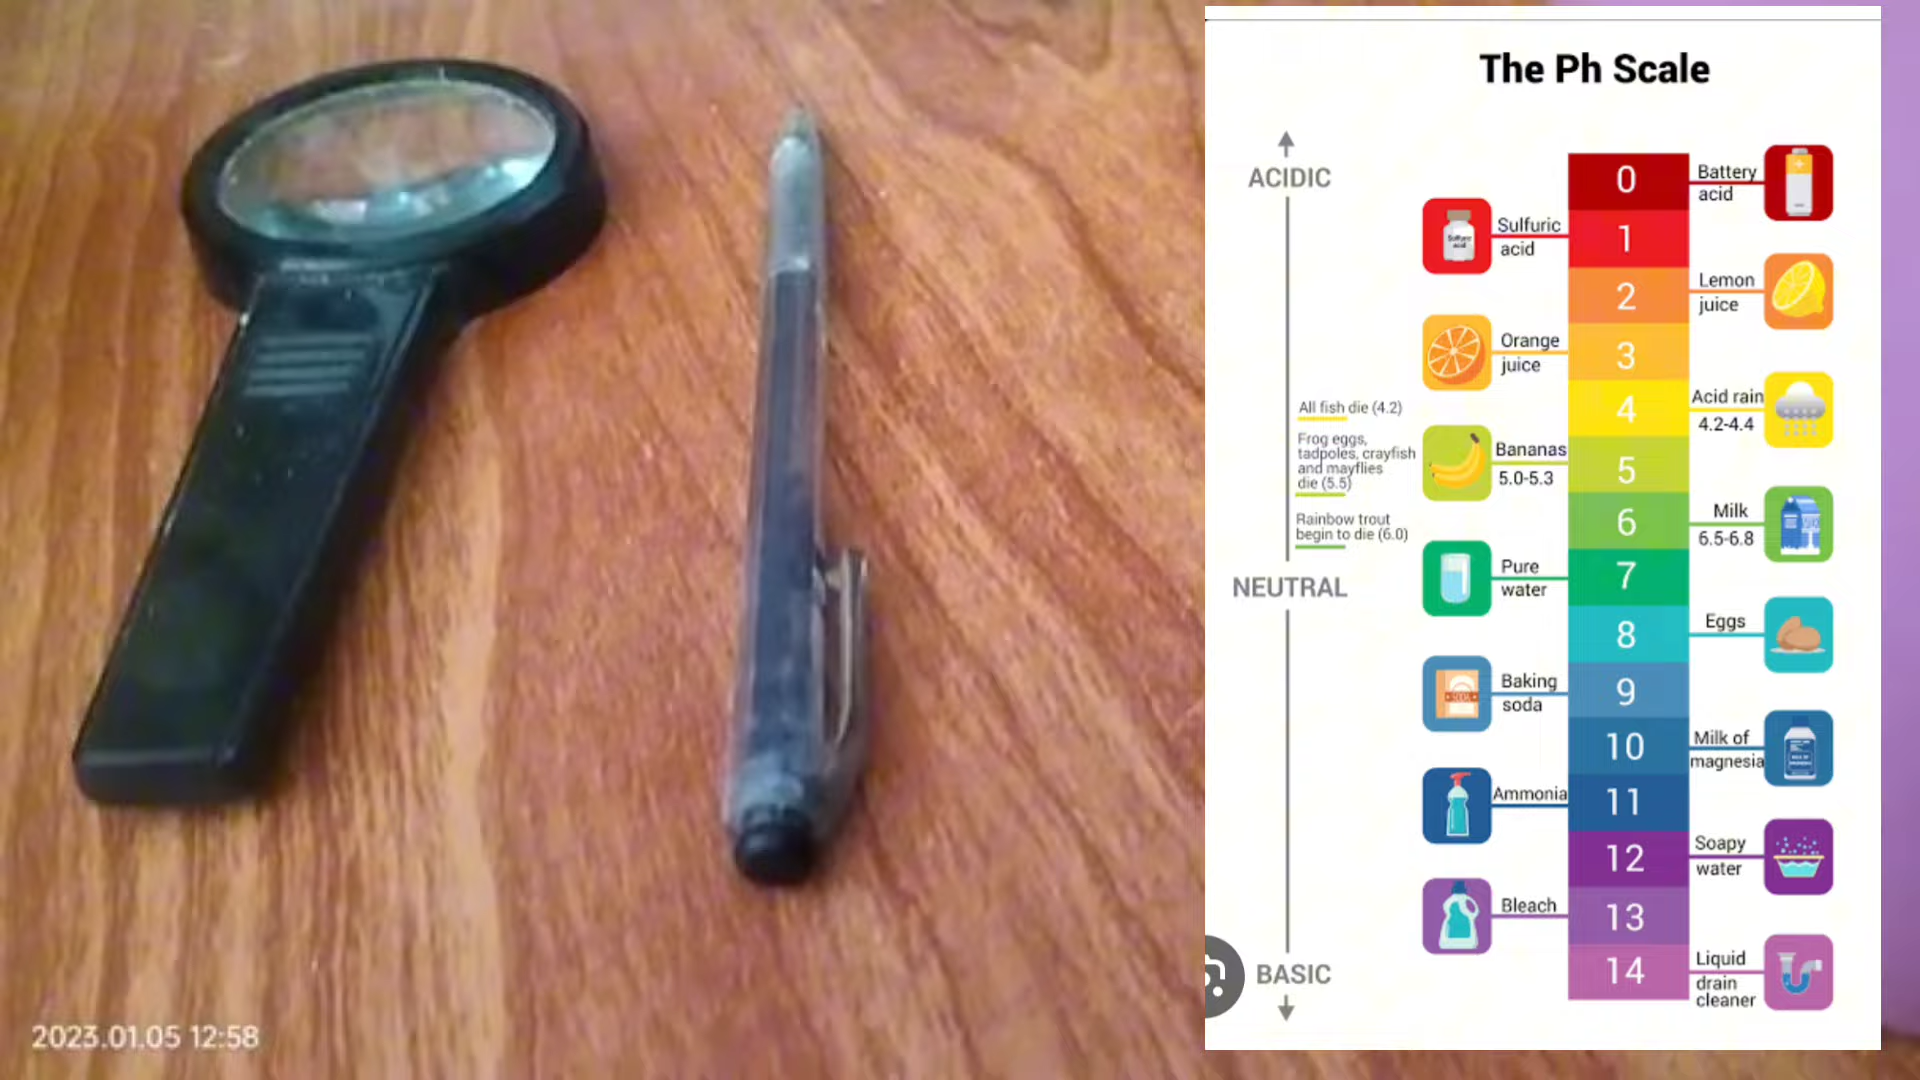 The Ph Scale
ACIDIC
0
Battery
acid
Sulfuric
acid
1
2
Lemon
juice
Orange
juice
3
All fish die (4.2)
4
Acid rain
4.2-4.4
Frog eggs,
tadpoles, crayfish
and mayflies
die (5.5)
Bananas
5.0-5.3
5
Rainbow trout
begin to die (6.0)
6
Milk
6.5-6.8
NEUTRAL
Pure
water
7
8
Eggs
Baking
soda
9
10
Milk of
magnesia
Ammonia
11
12
Soapy
water
Bleach
13
BASIC
14
Liquid
drain
cleaner
2023.01.05 12:58